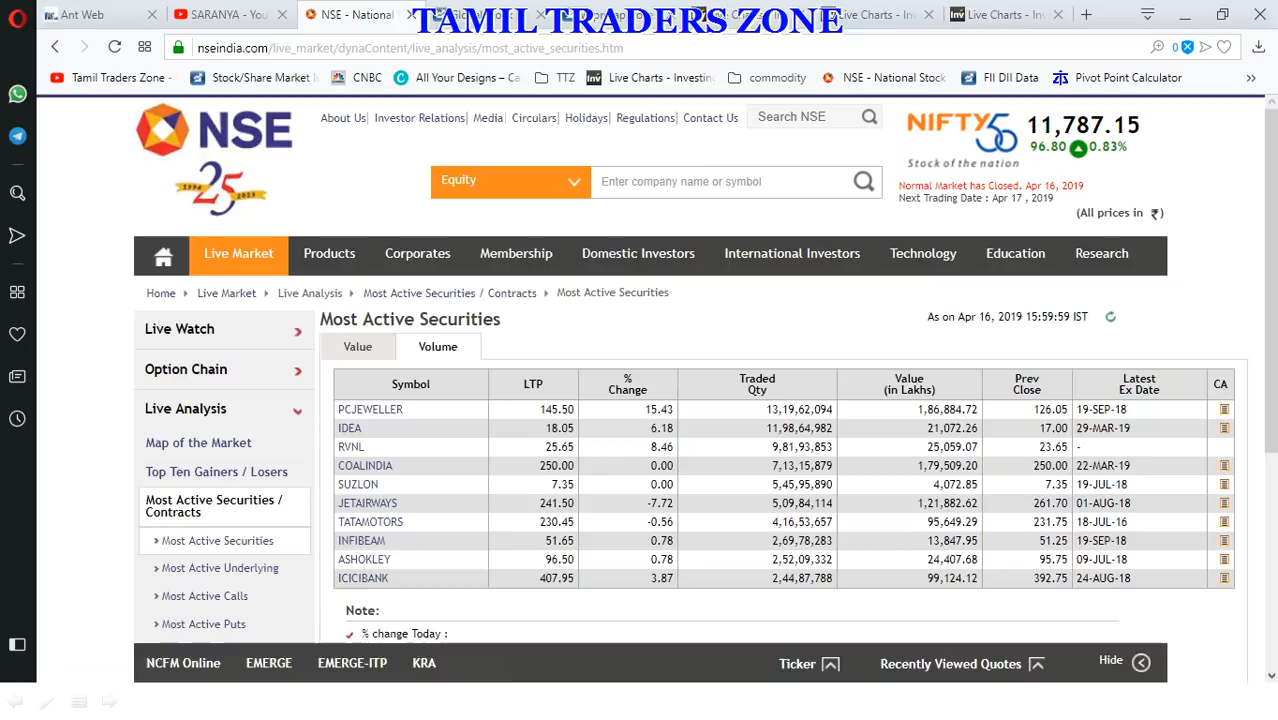 TAMIL TRADERS ZONE
Ant Web
SARANYA - You
NSE - National
Live Charts - Inv
Live Charts - Inv
nseindia.com/live_market/dynaContent/live_analysis/most_active_securities.htm
0
Tamil Traders Zone -
Stock/Share Market I
CNBC
All Your Designs – Ca
TTZ
Live Charts - Investin
commodity
NSE - National Stock
FII DII Data
Pivot Point Calculator
NSE
1994 25 2019
About Us| Investor Relations| Media| Circulars| Holidays| Regulations| Contact Us
Search NSE
Equity
Enter company name or symbol
NIFTY50
Stock of the nation
11,787.15
96.80 0.83%
Normal Market has Closed. Apr 16, 2019
Next Trading Date : Apr 17 , 2019
(All prices in ₹)
Live Market Products Corporates Membership Domestic Investors International Investors Technology Education Research
Home Live Market Live Analysis Most Active Securities / Contracts Most Active Securities
Live Watch
Option Chain
Live Analysis
Map of the Market
Top Ten Gainers / Losers
Most Active Securities /
Contracts
Most Active Securities
Most Active Underlying
Most Active Calls
Most Active Puts
Most Active Securities
As on Apr 16, 2019 15:59:59 IST
Value Volume
Symbol LTP % Change Traded Qty Value (in Lakhs) Prev Close Latest Ex Date CA
PCJEWELLER 145.50 15.43 13,19,62,094 1,86,884.72 126.05 19-SEP-18
IDEA 18.05 6.18 11,98,64,982 21,072.26 17.00 29-MAR-19
RVNL 25.65 8.46 9,81,93,853 25,059.07 23.65 -
COALINDIA 250.00 0.00 7,13,15,879 1,79,509.20 250.00 22-MAR-19
SUZLON 7.35 0.00 5,45,95,890 4,072.85 7.35 19-JUL-18
JETAIRWAYS 241.50 -7.72 5,09,84,114 1,21,882.62 261.70 01-AUG-18
TATAMOTORS 230.45 -0.56 4,16,53,657 95,649.29 231.75 18-JUL-16
INFIBEAM 51.65 0.78 2,69,78,283 13,847.95 51.25 19-SEP-18
ASHOKLEY 96.50 0.78 2,52,09,332 24,407.68 95.75 09-JUL-18
ICICIBANK 407.95 3.87 2,44,87,788 99,124.12 392.75 24-AUG-18
Note:
% change Today :
NCFM Online EMERGE EMERGE-ITP KRA
Ticker Recently Viewed Quotes Hide